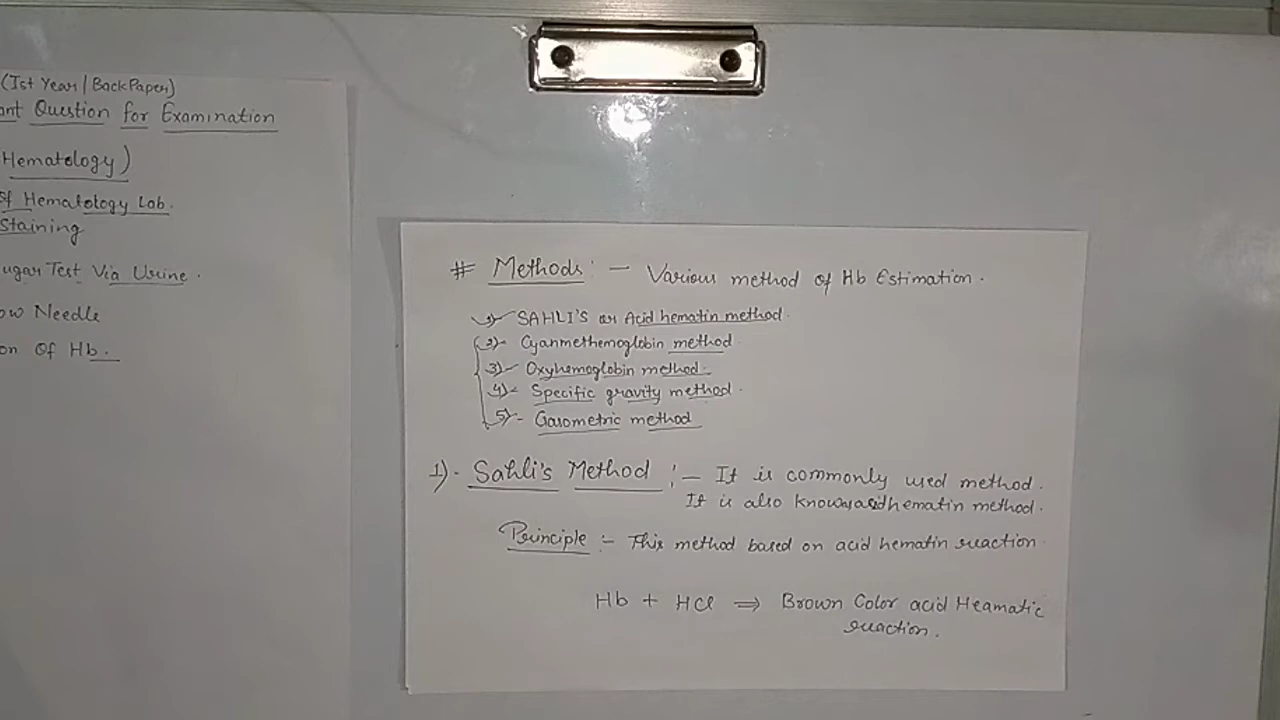 (Ist Year / Back Paper)
ant Question for Examination
Hematology)
of Hematology Lab.
Staining
ugar Test Via Urine.
ow Needle
on Of Hb.
# Methods:- Various method of Hb Estimation.
1)- SAHLI'S or Acid hematin method.
2)- Cyanmethemoglobin method
3)- Oxyhemoglobin method.
4)- Specific gravity method.
5)- Gasometric method
1)- Sahli's Method :- It is commonly used method.
It is also known as acid hematin method.
Principle :- This method based on acid hematin reaction.
Hb + HCl ⇒ Brown Color acid Heamatic
reaction.